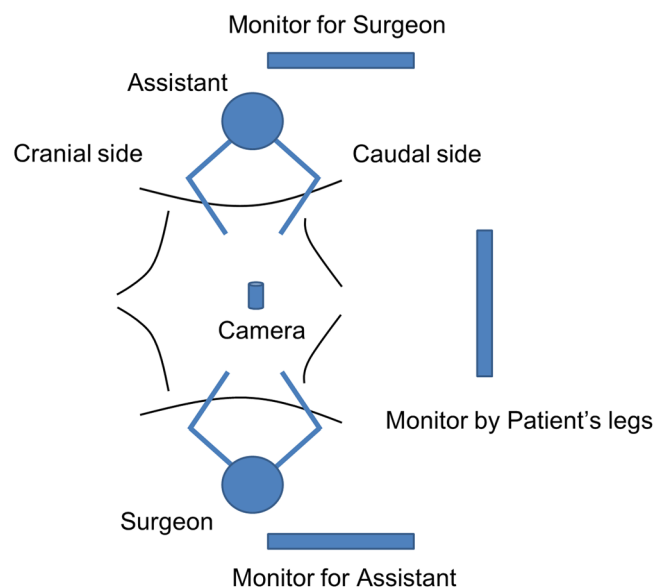 Monitor for Surgeon
Assistant
Cranial side
Caudal side
Camera
Monitor by Patient’s legs
Surgeon
Monitor for Assistant